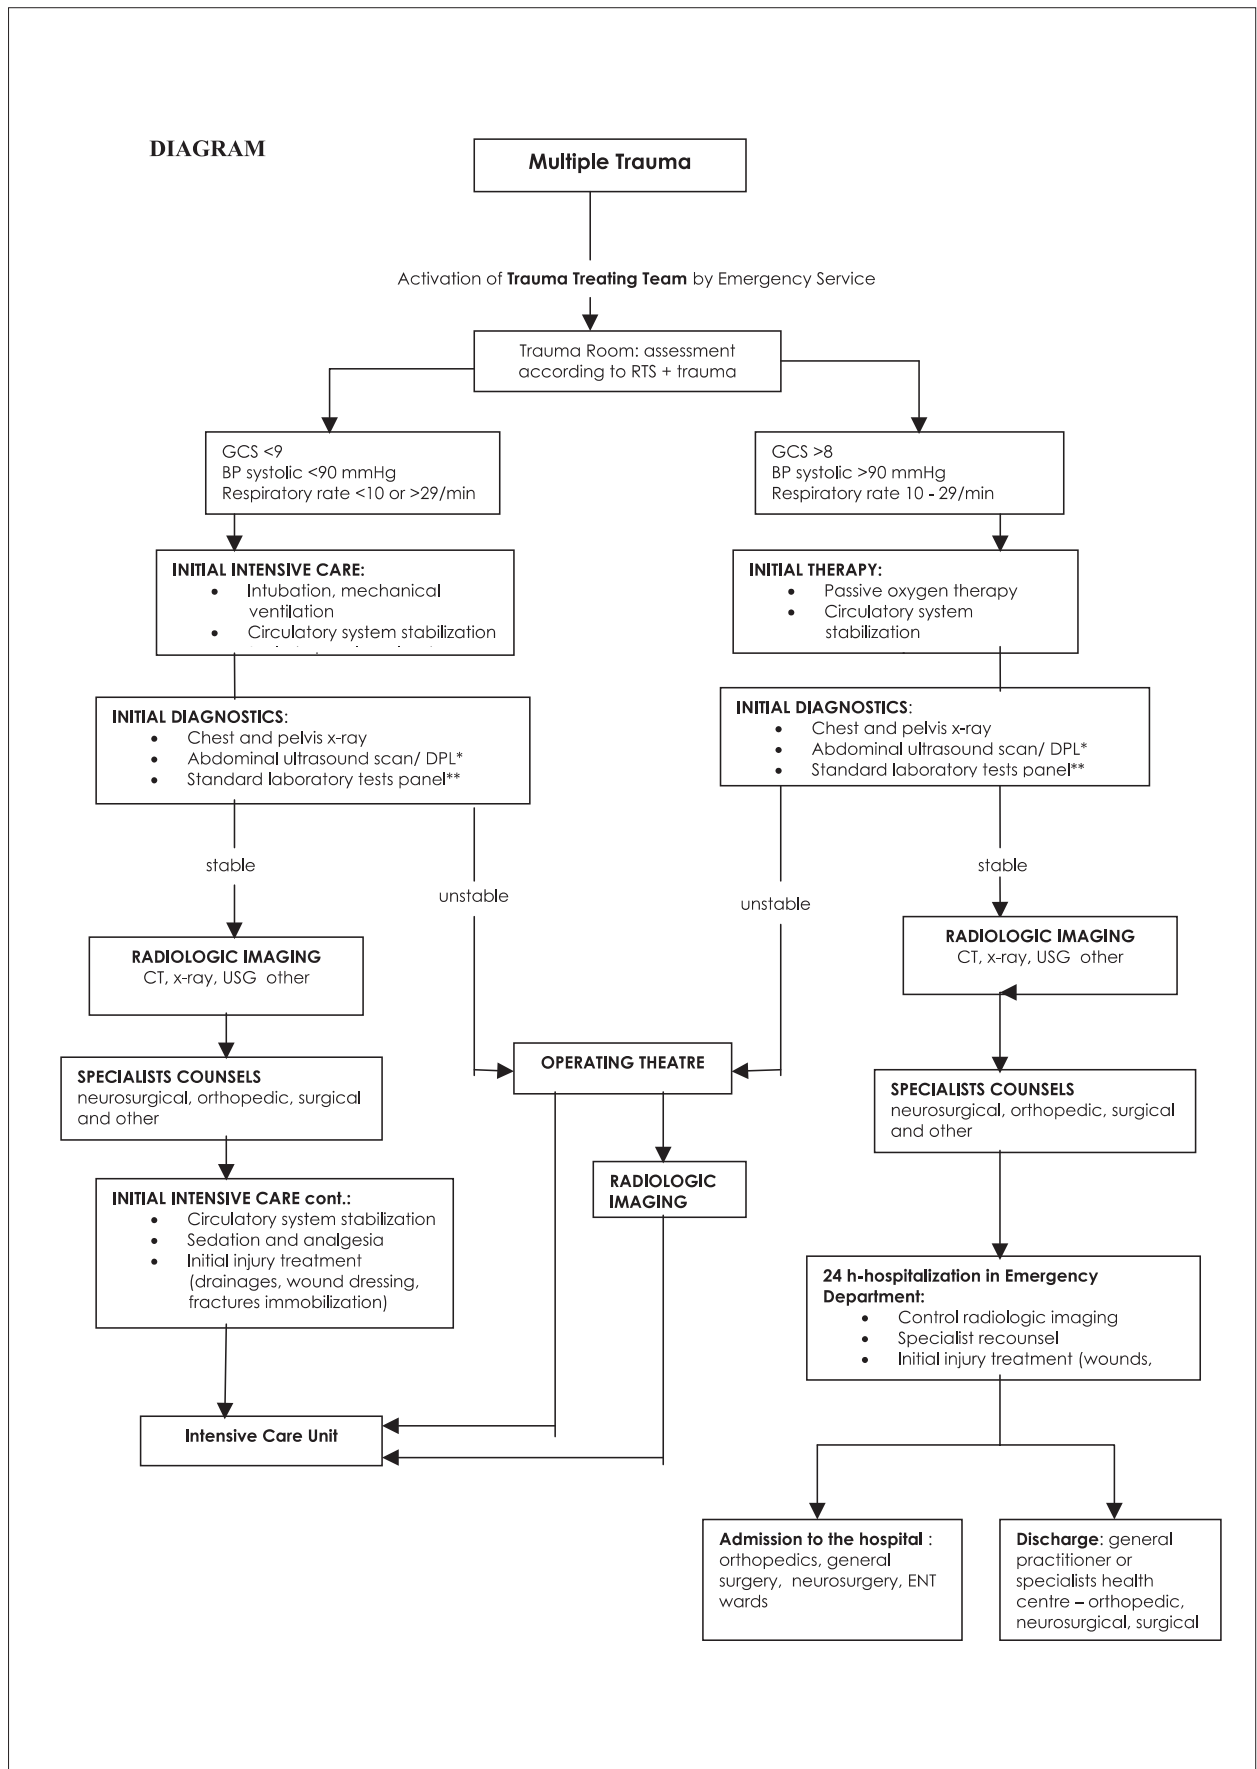 DIAGRAM
Multiple Trauma
Activation of Trauma Treating Team by Emergency Service
Trauma Room: assessment
according to RTS + trauma
GCS <9
BP systolic <90 mmHg
Respiratory rate <10 or >29/min
GCS >8
BP systolic >90 mmHg
Respiratory rate 10 - 29/min
INITIAL INTENSIVE CARE:
• Intubation, mechanical
ventilation
• Circulatory system stabilization
INITIAL THERAPY:
• Passive oxygen therapy
• Circulatory system
stabilization
INITIAL DIAGNOSTICS:
• Chest and pelvis x-ray
• Abdominal ultrasound scan/ DPL*
• Standard laboratory tests panel**
INITIAL DIAGNOSTICS:
• Chest and pelvis x-ray
• Abdominal ultrasound scan/ DPL*
• Standard laboratory tests panel**
stable
unstable
unstable
stable
RADIOLOGIC IMAGING
CT, x-ray, USG other
RADIOLOGIC IMAGING
CT, x-ray, USG other
SPECIALISTS COUNSELS
neurosurgical, orthopedic, surgical
and other
OPERATING THEATRE
SPECIALISTS COUNSELS
neurosurgical, orthopedic, surgical
and other
RADIOLOGIC
IMAGING
INITIAL INTENSIVE CARE cont.:
• Circulatory system stabilization
• Sedation and analgesia
• Initial injury treatment
(drainages, wound dressing,
fractures immobilization)
24 h-hospitalization in Emergency
Department:
• Control radiologic imaging
• Specialist recounsel
• Initial injury treatment (wounds,
Intensive Care Unit
Admission to the hospital :
orthopedics, general
surgery, neurosurgery, ENT
wards
Discharge: general
practitioner or
specialists health
centre – orthopedic,
neurosurgical, surgical